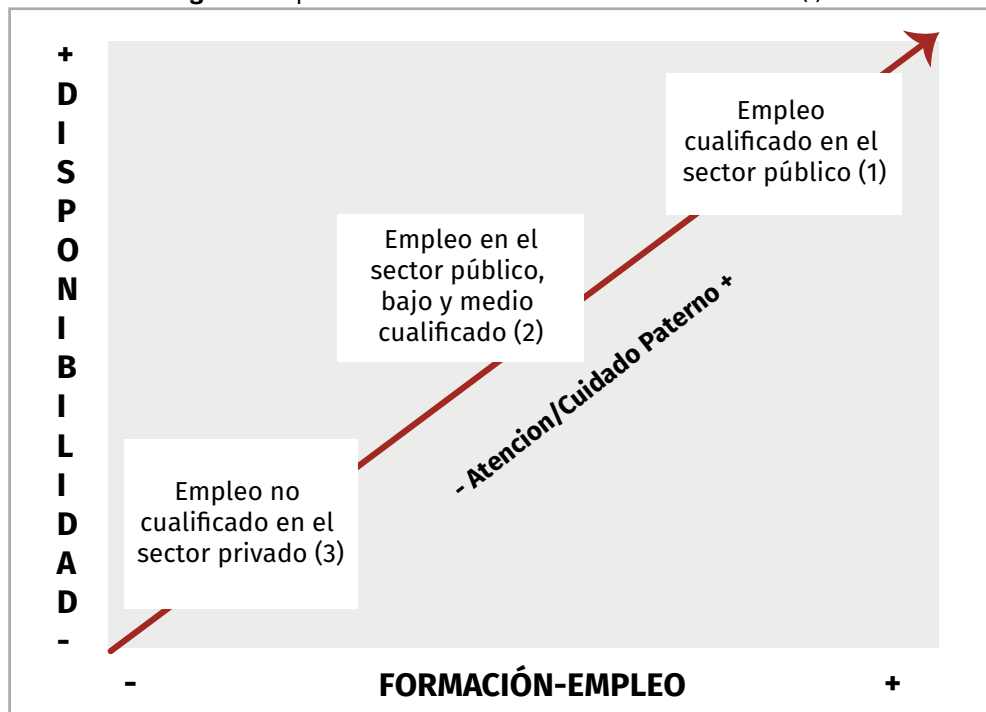 +
D
I
S
P
O
N
I
B
I
L
I
D
A
D
-
Empleo
cualificado en el
sector público (1)
Empleo en el
sector público,
bajo y medio
cualificado (2)
- Atencion/Cuidado Paterno +
Empleo no
cualificado en el
sector privado (3)
- FORMACIÓN-EMPLEO +